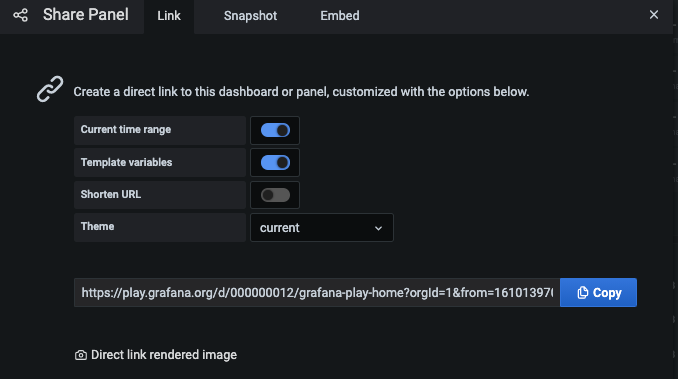 Share Panel Link Snapshot Embed
Create a direct link to this dashboard or panel, customized with the options below.
Current time range
Template variables
Shorten URL
Theme current
https://play.grafana.org/d/000000012/grafana-play-home?orgId=1&from=161013970 Copy
Direct link rendered image